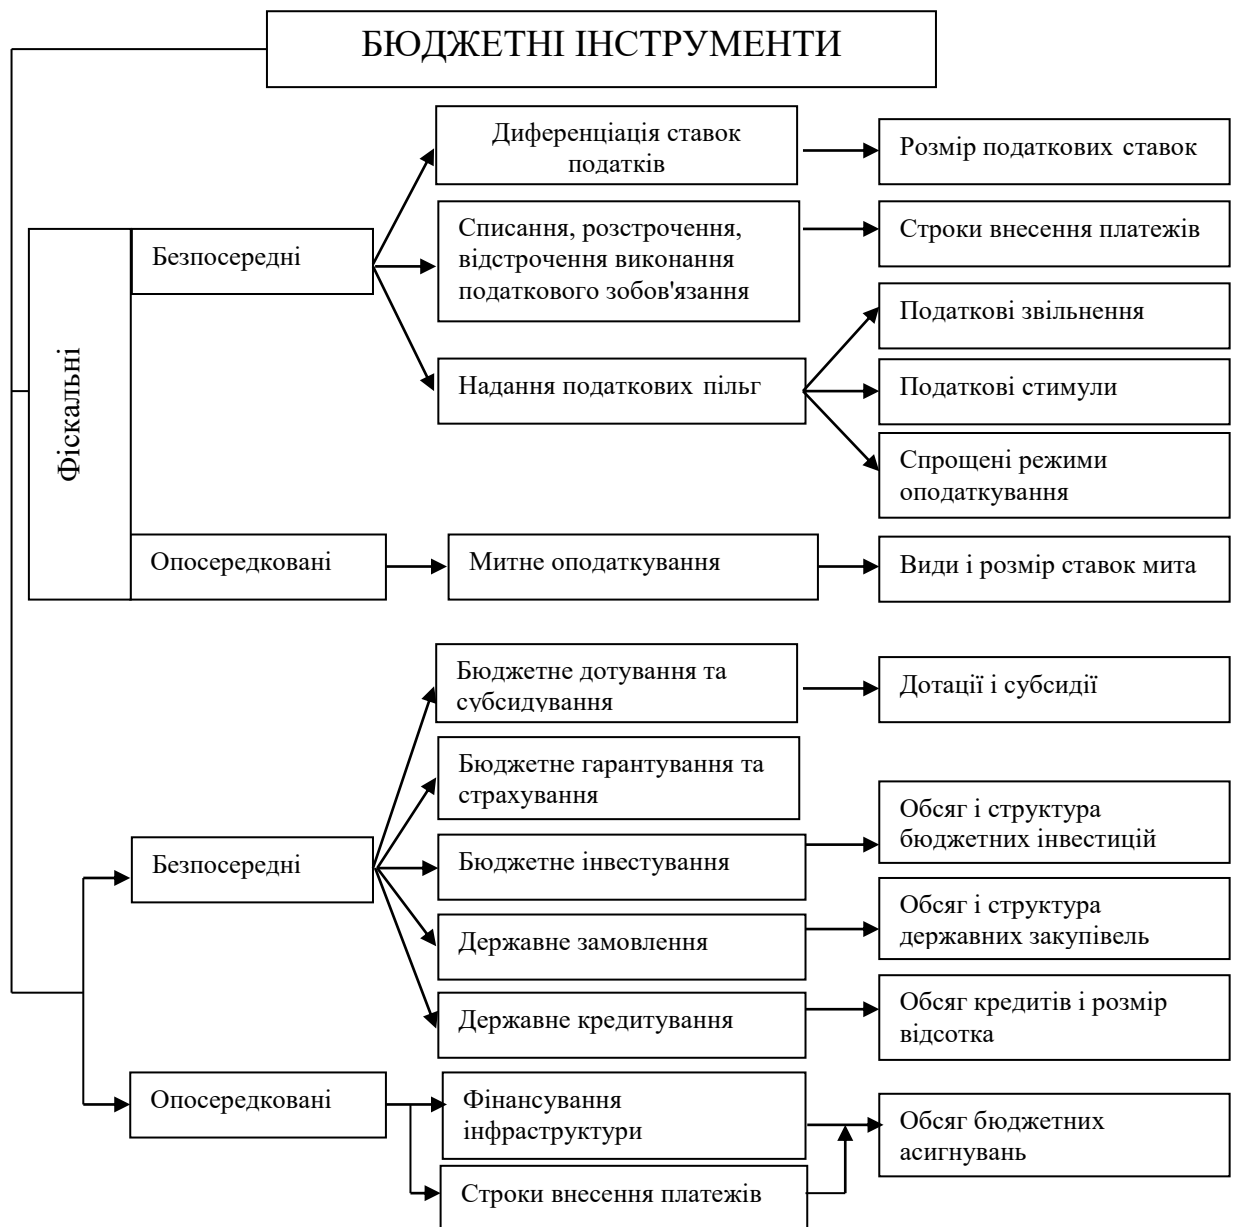 БЮДЖЕТНІ ІНСТРУМЕНТИ
Фіскальні
Безпосередні
Диференціація ставок
податків
Розмір податкових ставок
Списання, розстрочення,
відстрочення виконання
податкового зобов'язання
Строки внесення платежів
Надання податкових пільг
Податкові звільнення
Податкові стимули
Спрощені режими
оподаткування
Опосередковані
Митне оподаткування
Види і розмір ставок мита
Безпосередні
Бюджетне дотування та
субсидування
Дотації і субсидії
Бюджетне гарантування та
страхування
Бюджетне інвестування
Обсяг і структура
бюджетних інвестицій
Державне замовлення
Обсяг і структура
державних закупівель
Державне кредитування
Обсяг кредитів і розмір
відсотка
Опосередковані
Фінансування
інфраструктури
Строки внесення платежів
Обсяг бюджетних
асигнувань